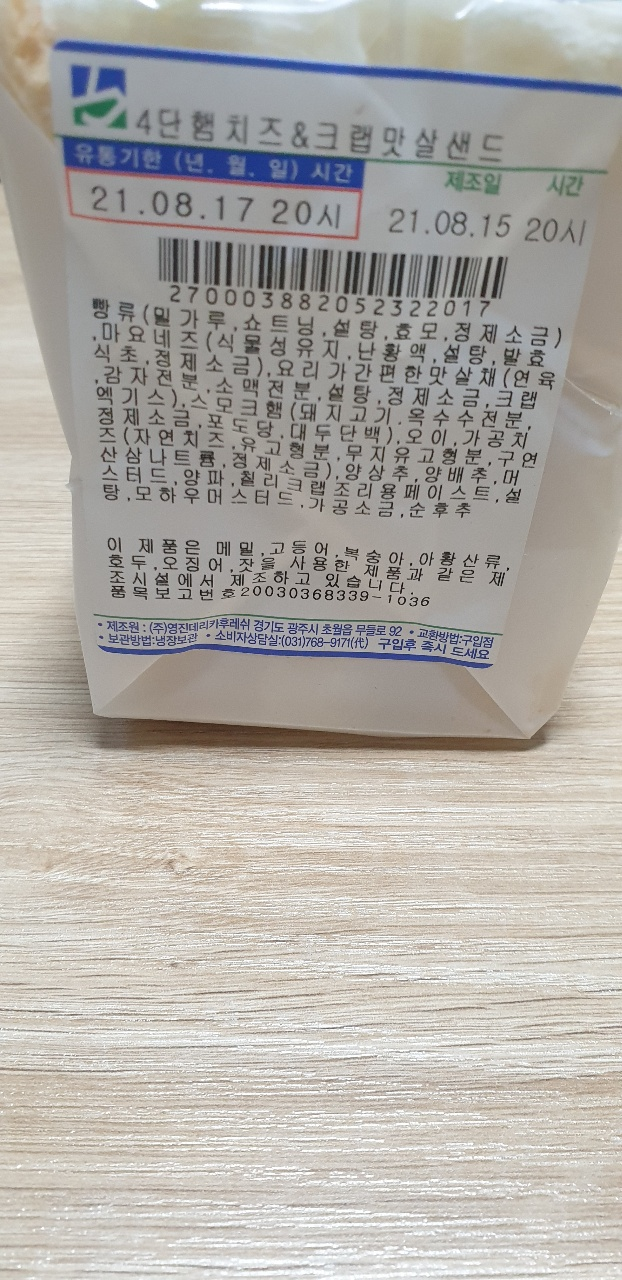 4단햄치즈&크랩맛살샌드
유통기한 (년. 월. 일) 시간
제조일 시간
21.08.17 20시
21.08.15 20시
2700038820523220 17
빵류(밀가루,쇼트닝,설탕,효모,정제소금)
,마요네즈(식물성유지,난황액,설탕,발효
식초,정제소금),요리가간편한맛살채(연육
,감자전분,소맥전분,설탕,정제소금,크랩
엑기스),스모크햄(돼지고기,옥수수전분,
정제소금,포도당,대두단백),오이,가공치
즈(자연치즈,유고형분,무지유고형분,구연
산삼나트륨,정제소금),양상추,양배추,머
스터드,양파,칠리크랩조리용페이스트,설
탕,모하우머스터드,가공소금,순후추
이 제품은 메밀,고등어,복숭아,아황산류,
호두,오징어,잣을 사용한 제품과 같은 제
조시설에서 제조하고 있습니다.
품목보고번호20030368339-1036
• 제조원 : (주)영진데리카후레쉬 경기도 광주시 초월읍 무들로 92 • 교환방법:구입점
• 보관방법:냉장보관 • 소비자상담실:(031)768-9171(代) 구입후 즉시 드세요